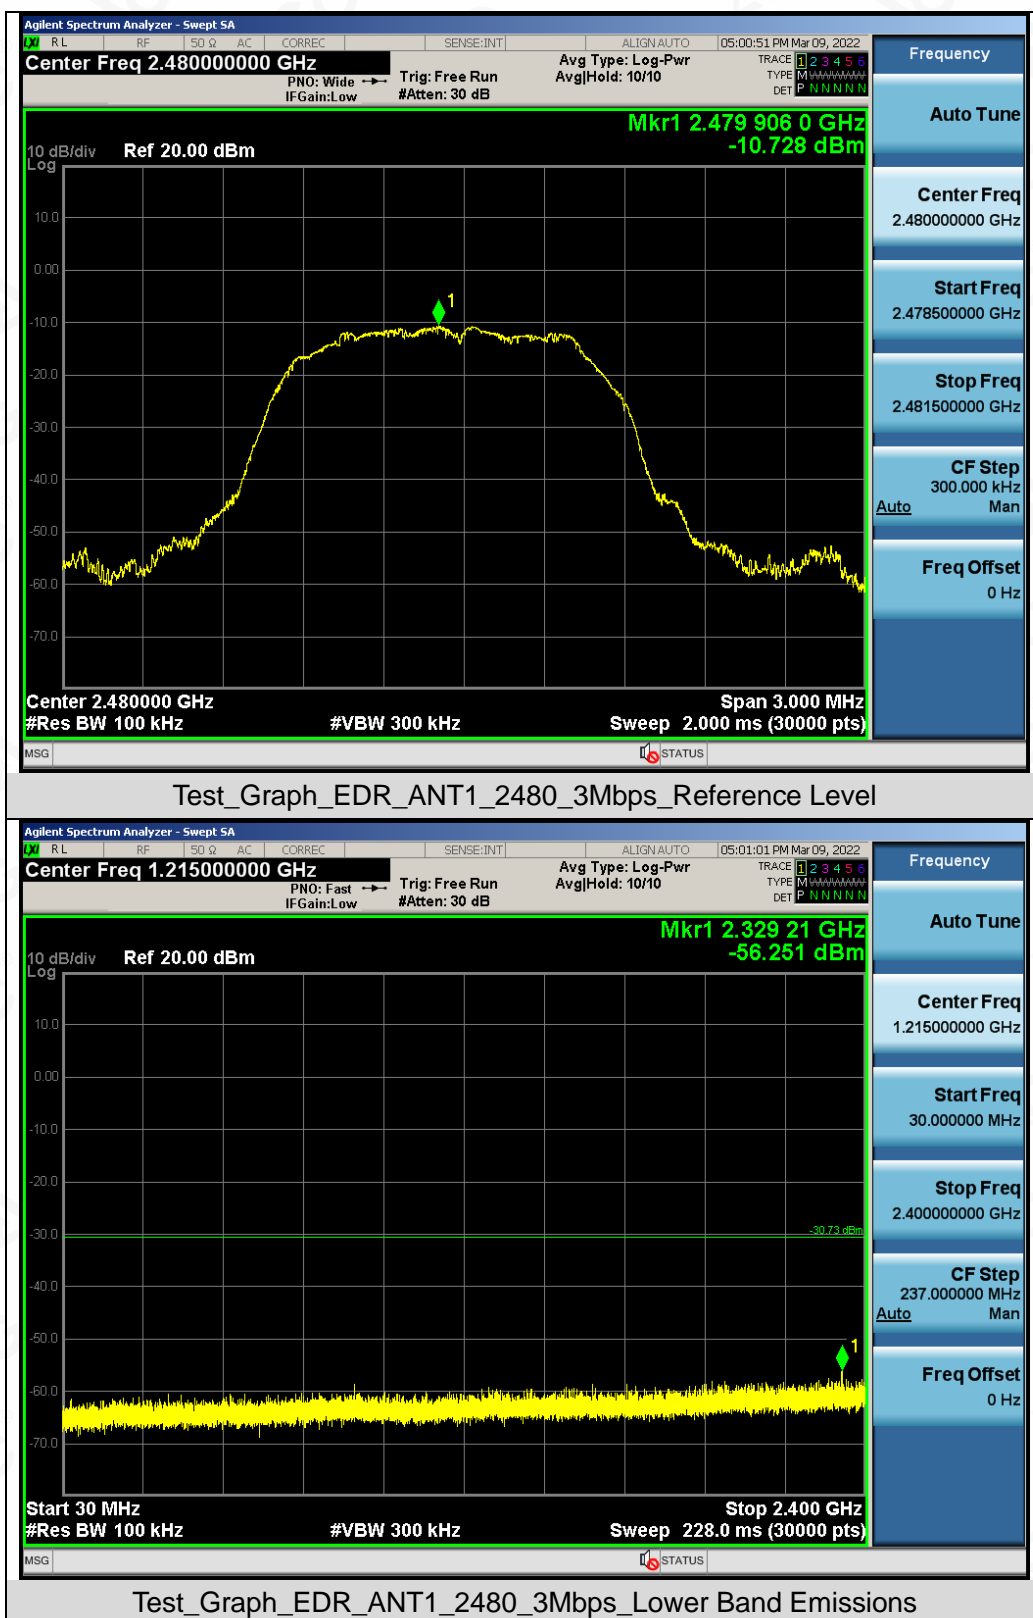 Agilent Spectrum Analyzer - Swept SA
LXI RL RF 50 Ω AC CORREC SENSE:INT ALIGN AUTO 05:00:51 PM Mar 09, 2022
Center Freq 2.480000000 GHz
PNO: Wide
IFGain:Low
Trig: Free Run
#Atten: 30 dB
Avg Type: Log-Pwr
Avg|Hold: 10/10
TRACE 1 2 3 4 5 6
TYPE M
DET P N N N N N
Mkr1 2.479 906 0 GHz
-10.728 dBm
10 dB/div Ref 20.00 dBm
Log
10.0
0.00
-10.0
-20.0
-30.0
-40.0
-50.0
-60.0
-70.0
1
Center 2.480000 GHz Span 3.000 MHz
#Res BW 100 kHz #VBW 300 kHz Sweep 2.000 ms (30000 pts)
MSG STATUS
Frequency
Auto Tune
Center Freq
2.480000000 GHz
Start Freq
2.478500000 GHz
Stop Freq
2.481500000 GHz
CF Step
300.000 kHz
Auto Man
Freq Offset
0 Hz
Test_Graph_EDR_ANT1_2480_3Mbps_Reference Level
Agilent Spectrum Analyzer - Swept SA
LXI RL RF 50 Ω AC CORREC SENSE:INT ALIGN AUTO 05:01:01 PM Mar 09, 2022
Center Freq 1.215000000 GHz
PNO: Fast
IFGain:Low
Trig: Free Run
#Atten: 30 dB
Avg Type: Log-Pwr
Avg|Hold: 10/10
TRACE 1 2 3 4 5 6
TYPE M
DET P N N N N N
Mkr1 2.329 21 GHz
-56.251 dBm
10 dB/div Ref 20.00 dBm
Log
10.0
0.00
-10.0
-20.0
-30.0
-40.0
-50.0
-60.0
-70.0
-30.73 dBm
1
Start 30 MHz Stop 2.400 GHz
#Res BW 100 kHz #VBW 300 kHz Sweep 228.0 ms (30000 pts)
MSG STATUS
Frequency
Auto Tune
Center Freq
1.215000000 GHz
Start Freq
30.000000 MHz
Stop Freq
2.400000000 GHz
CF Step
237.000000 MHz
Auto Man
Freq Offset
0 Hz
Test_Graph_EDR_ANT1_2480_3Mbps_Lower Band Emissions